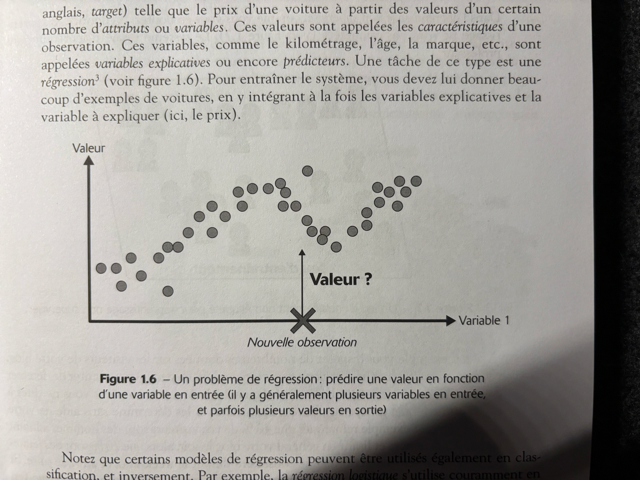 anglais, target) telle que le prix d'une voiture à partir des valeurs d'un certain
nombre d'attributs ou variables. Ces valeurs sont appelées les caractéristiques d'une
observation. Ces variables, comme le kilométrage, l'âge, la marque, etc., sont
appelées variables explicatives ou encore prédicteurs. Une tâche de ce type est une
régression³ (voir figure 1.6). Pour entraîner le système, vous devez lui donner beau-
coup d'exemples de voitures, en y intégrant à la fois les variables explicatives et la
variable à expliquer (ici, le prix).
Valeur
Valeur ?
Variable 1
Nouvelle observation
Figure 1.6 – Un problème de régression : prédire une valeur en fonction
d'une variable en entrée (il y a généralement plusieurs variables en entrée,
et parfois plusieurs valeurs en sortie)
Notez que certains modèles de régression peuvent être utilisés également en clas-
sification, et inversement. Par exemple, la régression logistique s'utilise couramment en